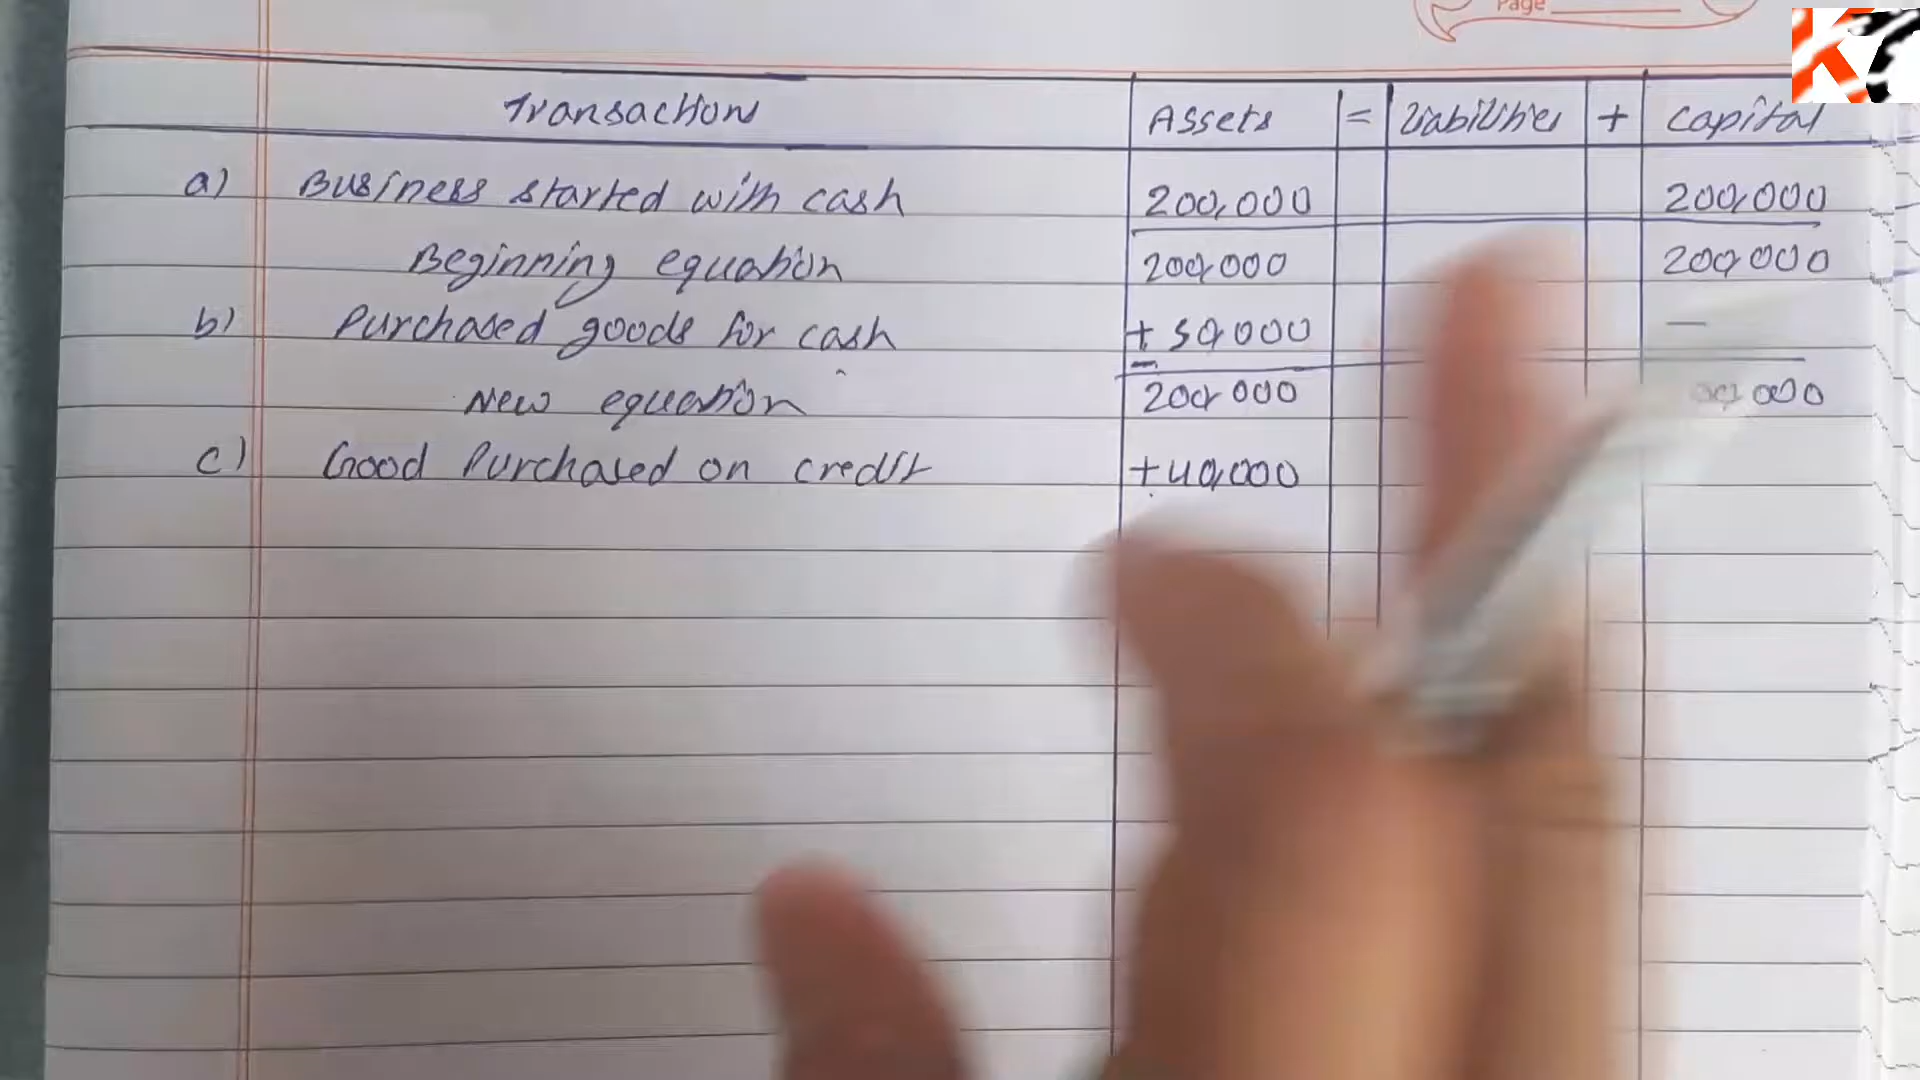 Page
Transaction Assets = Liabilities + Capital
a) Business started with cash 200,000 200,000
Beginning equation 200,000 200,000
b) Purchased goods for cash ± 50,000 —
New equation 200,000 000
c) Good Purchased on credit +40,000